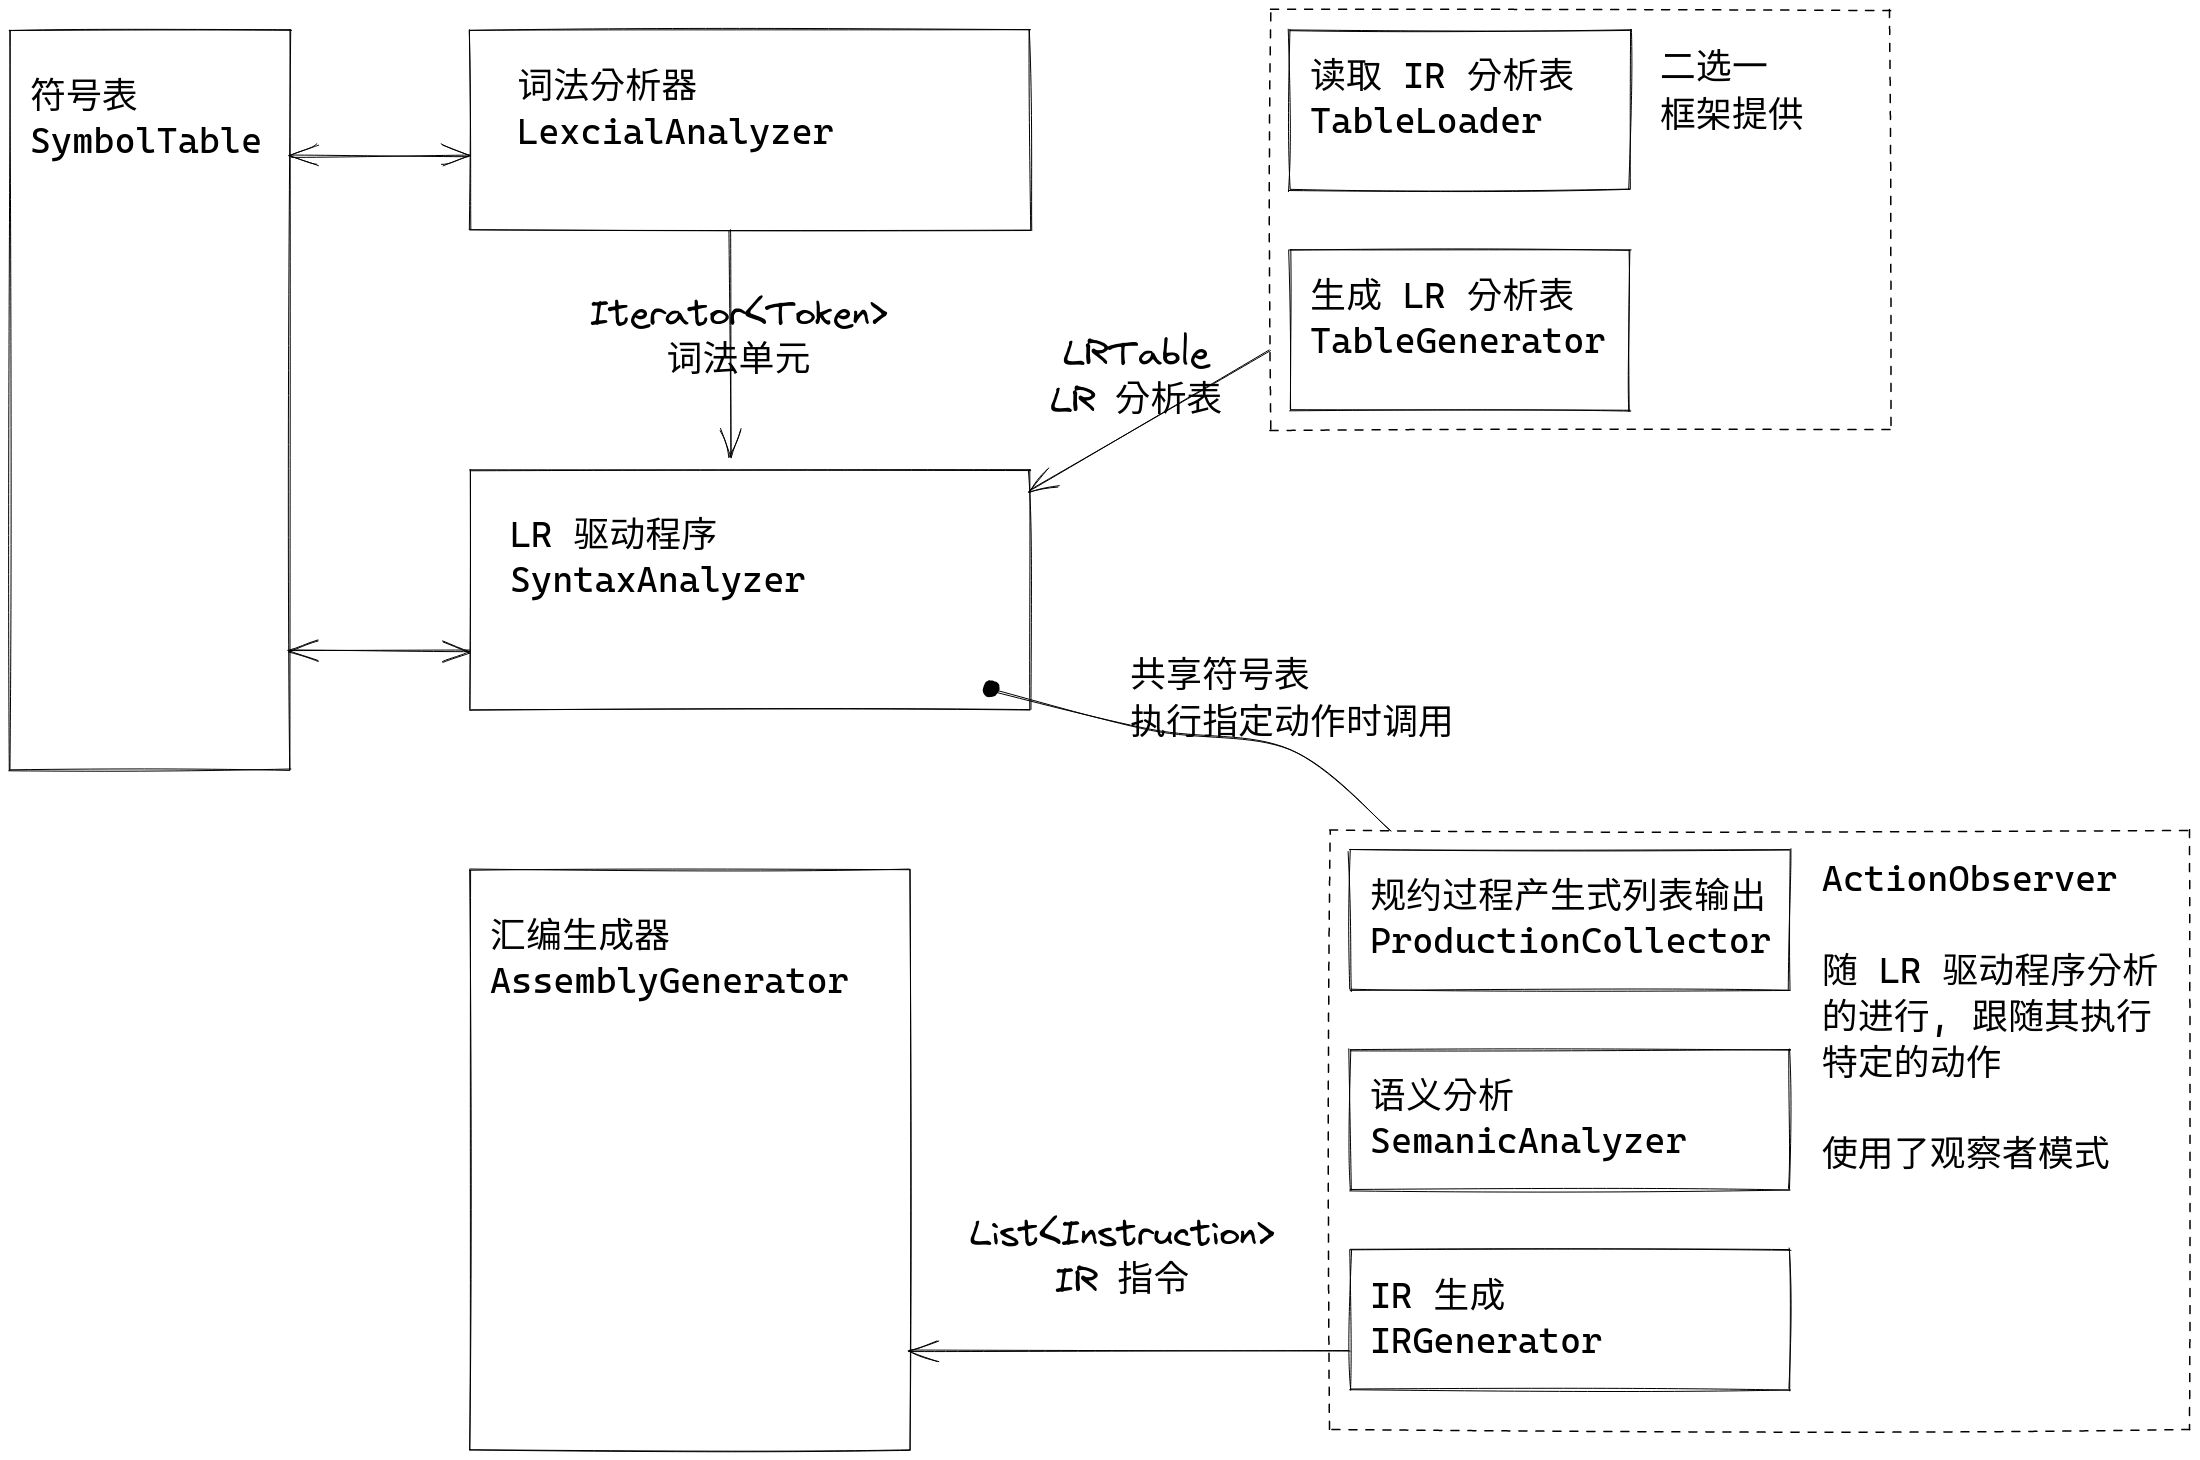 符号表
SymbolTable
词法分析器
LexcialAnalyzer
读取 IR 分析表
TableLoader
二选一
框架提供
生成 LR 分析表
TableGenerator
Iterator<Token>
词法单元
LRTable
LR 分析表
LR 驱动程序
SyntaxAnalyzer
共享符号表
执行指定动作时调用
汇编生成器
AssemblyGenerator
规约过程产生式列表输出
ProductionCollector
ActionObserver
随 LR 驱动程序分析
的进行, 跟随其执行
特定的动作
使用了观察者模式
语义分析
SemanicAnalyzer
List<Instruction>
IR 指令
IR 生成
IRGenerator